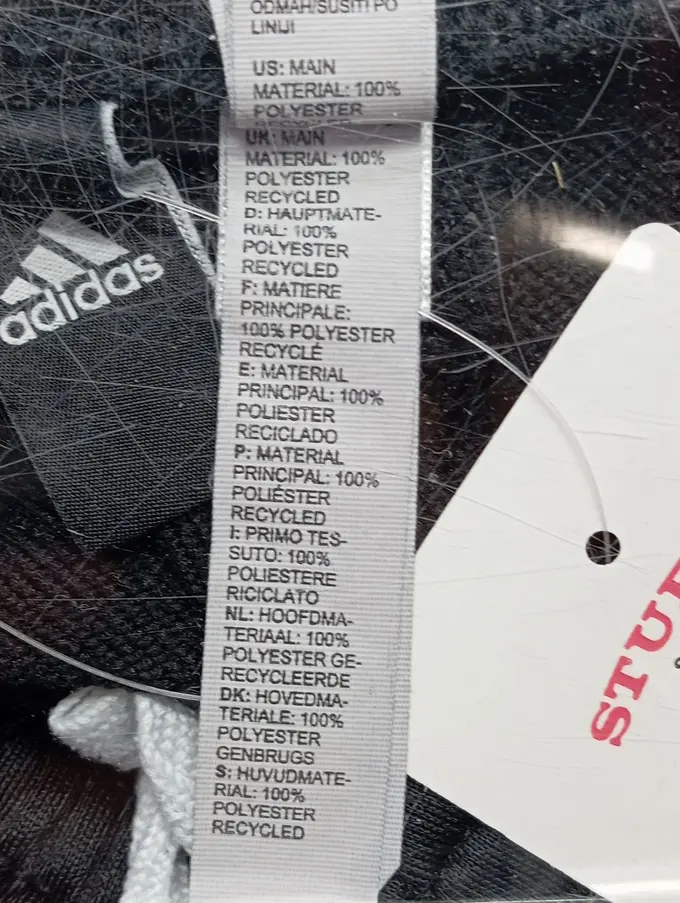 ODMAH/SUŠITI PO
LINIJI
US: MAIN
MATERIAL: 100%
POLYESTER
UK: MAIN
MATERIAL: 100%
POLYESTER
RECYCLED
D: HAUPTMATE-
RIAL: 100%
POLYESTER
RECYCLED
F: MATIERE
PRINCIPALE:
100% POLYESTER
RECYCLÉ
E: MATERIAL
PRINCIPAL: 100%
POLIESTER
RECICLADO
P: MATERIAL
PRINCIPAL: 100%
POLIÉSTER
RECYCLED
I: PRIMO TES-
SUTO: 100%
POLIESTERE
RICICLATO
NL: HOOFDMA-
TERIAAL: 100%
POLYESTER GE-
RECYCLEERDE
DK: HOVEDMA-
TERIALE: 100%
POLYESTER
GENBRUGS
S: HUVUDMATE-
RIAL: 100%
POLYESTER
RECYCLED
adidas